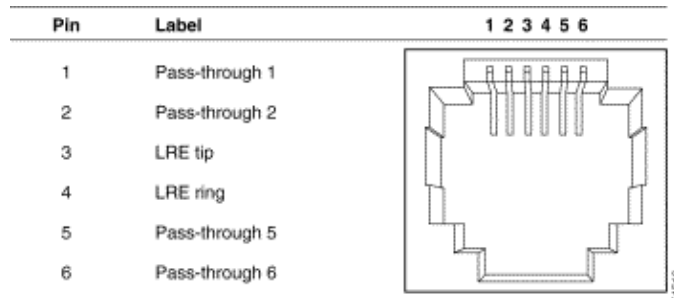 Pin Label 1 2 3 4 5 6
1 Pass-through 1
2 Pass-through 2
3 LRE tip
4 LRE ring
5 Pass-through 5
6 Pass-through 6